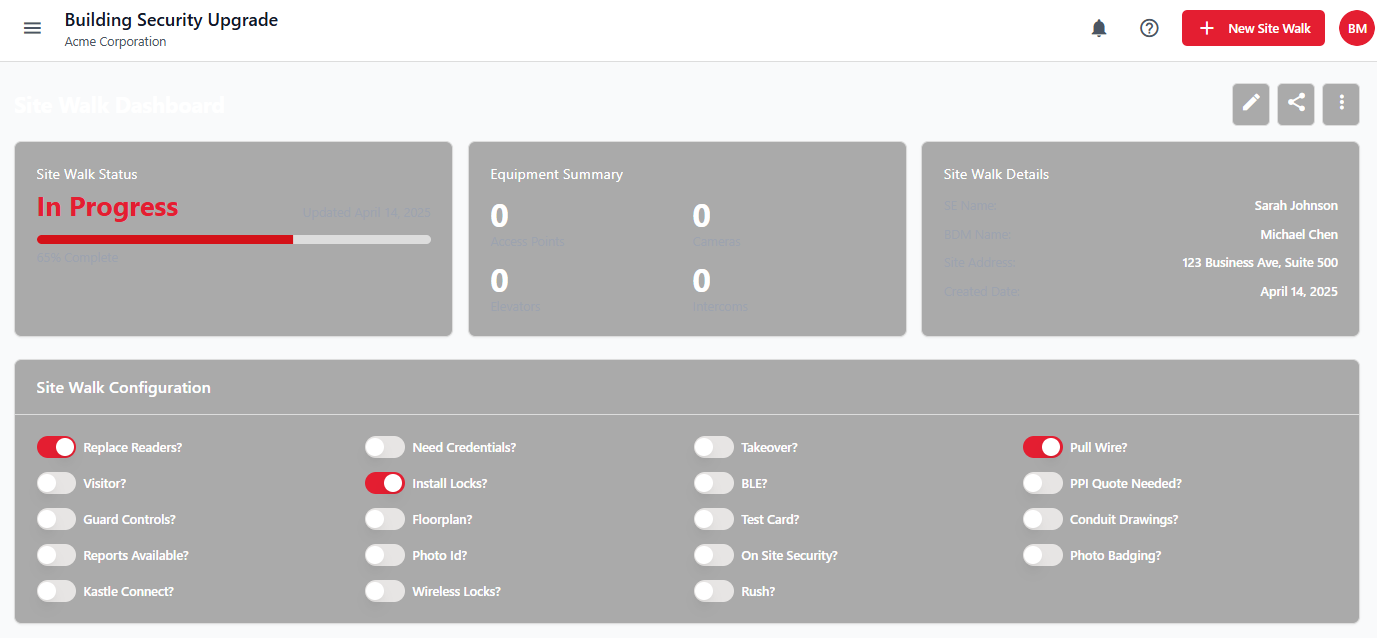 Building Security Upgrade
Acme Corporation
New Site Walk
BM
Site Walk Dashboard
Site Walk Status
In Progress
Updated April 14, 2025
65% Complete
Equipment Summary
0
0
Access Points
Cameras
0
0
Elevators
Intercoms
Site Walk Details
SE Name: Sarah Johnson
BDM Name: Michael Chen
Site Address: 123 Business Ave, Suite 500
Created Date: April 14, 2025
Site Walk Configuration
Replace Readers? Need Credentials? Takeover? Pull Wire?
Visitor? Install Locks? BLE? PPI Quote Needed?
Guard Controls? Floorplan? Test Card? Conduit Drawings?
Reports Available? Photo Id? On Site Security? Photo Badging?
Kastle Connect? Wireless Locks? Rush?